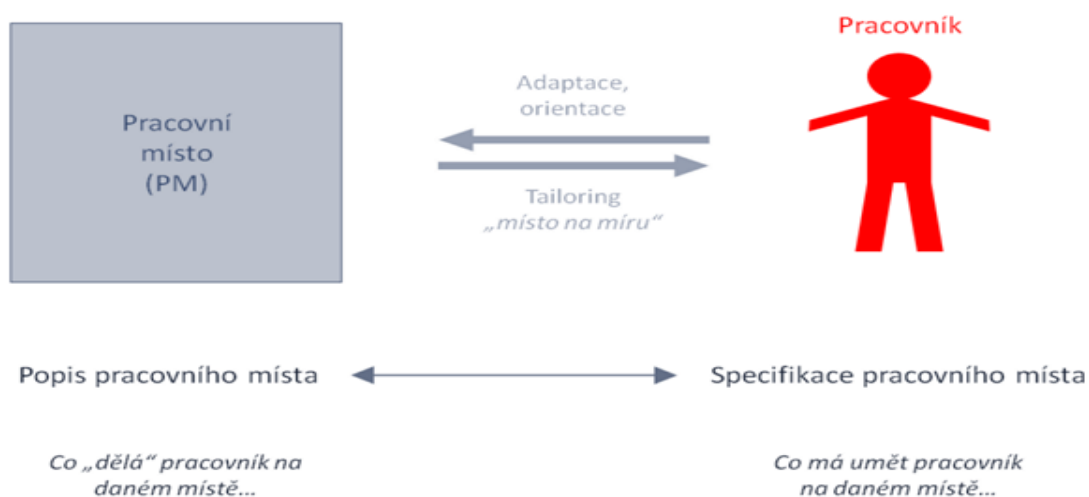 Pracovník
Adaptace,
orientace
Pracovní
místo
(PM)
Tailoring
„místo na míru“
Popis pracovního místa
Specifikace pracovního místa
Co „dělá“ pracovník na
daném místě...
Co má umět pracovník
na daném místě...